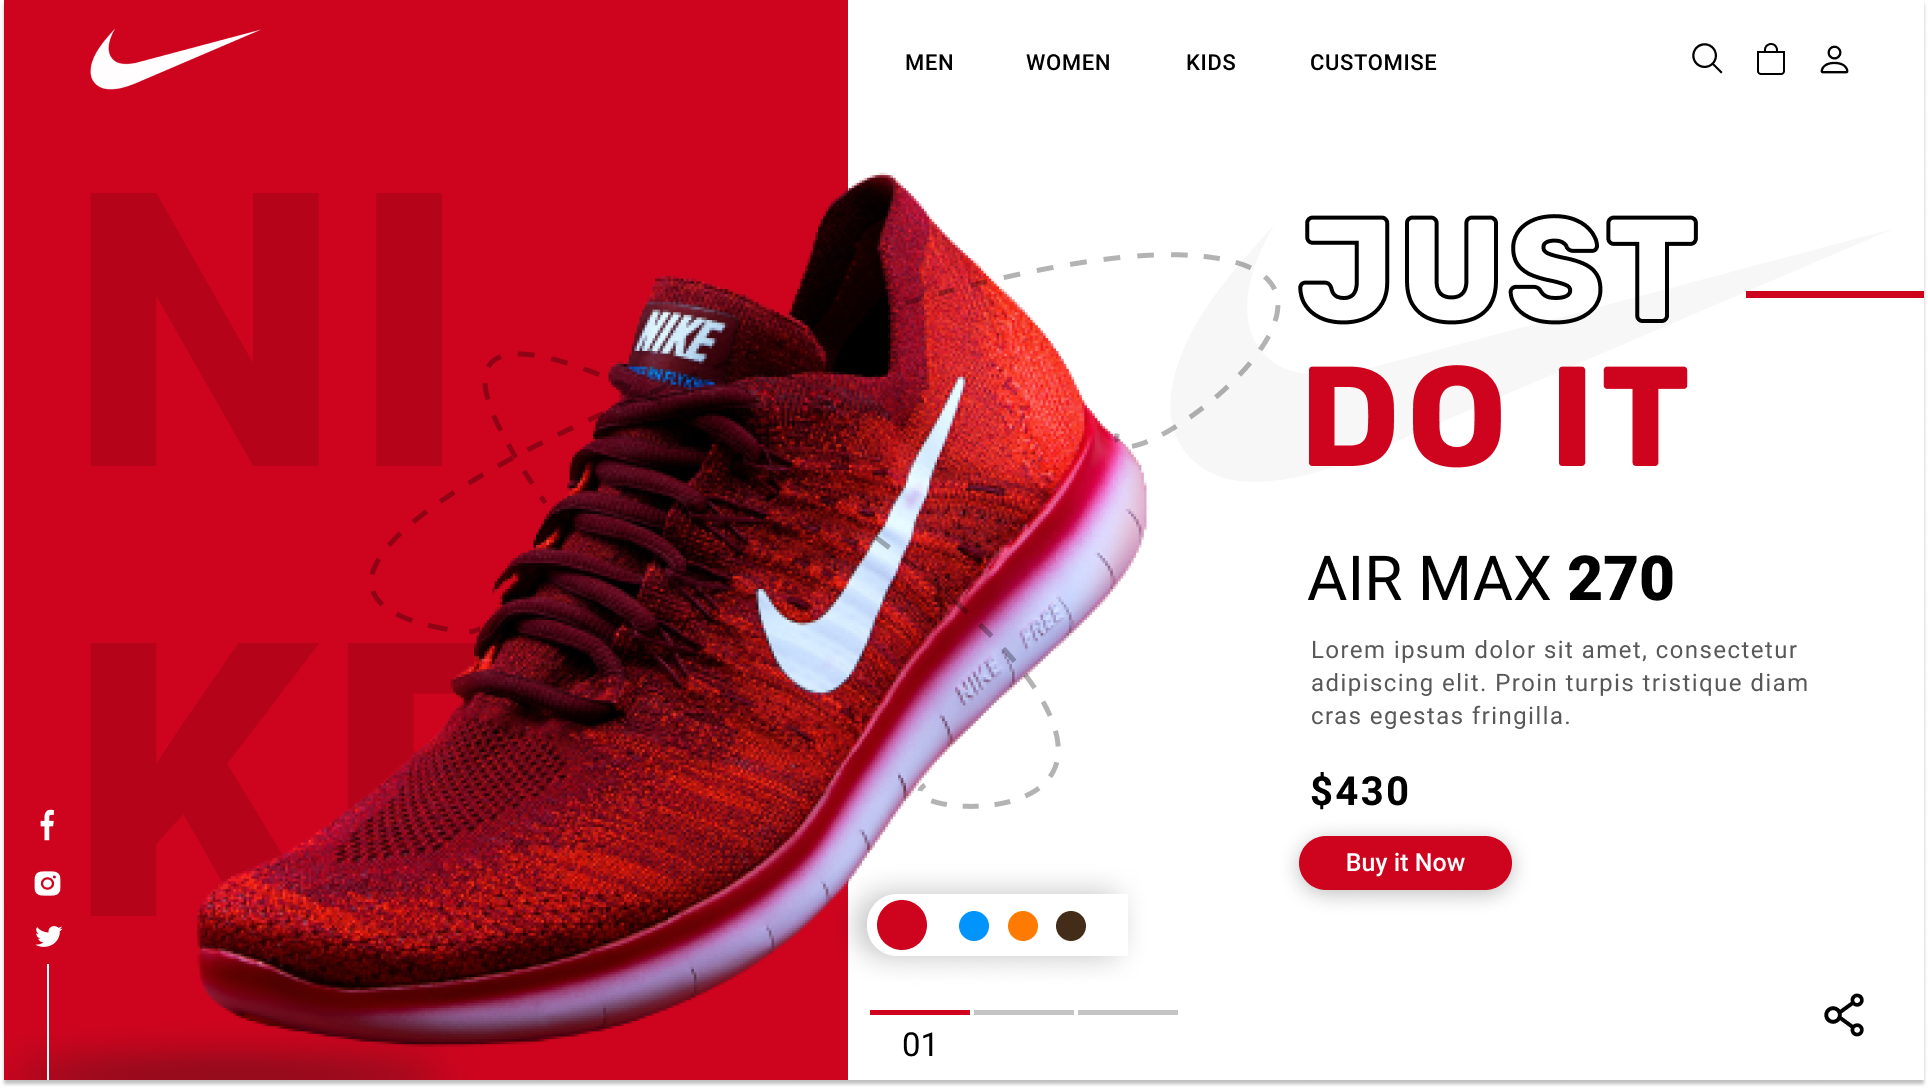 MEN WOMEN KIDS CUSTOMISE
NI
KE
NIKE
JUST
DO IT
AIR MAX 270
Lorem ipsum dolor sit amet, consectetur
adipiscing elit. Proin turpis tristique diam
cras egestas fringilla.
$430
Buy it Now
NIKE FREE
01